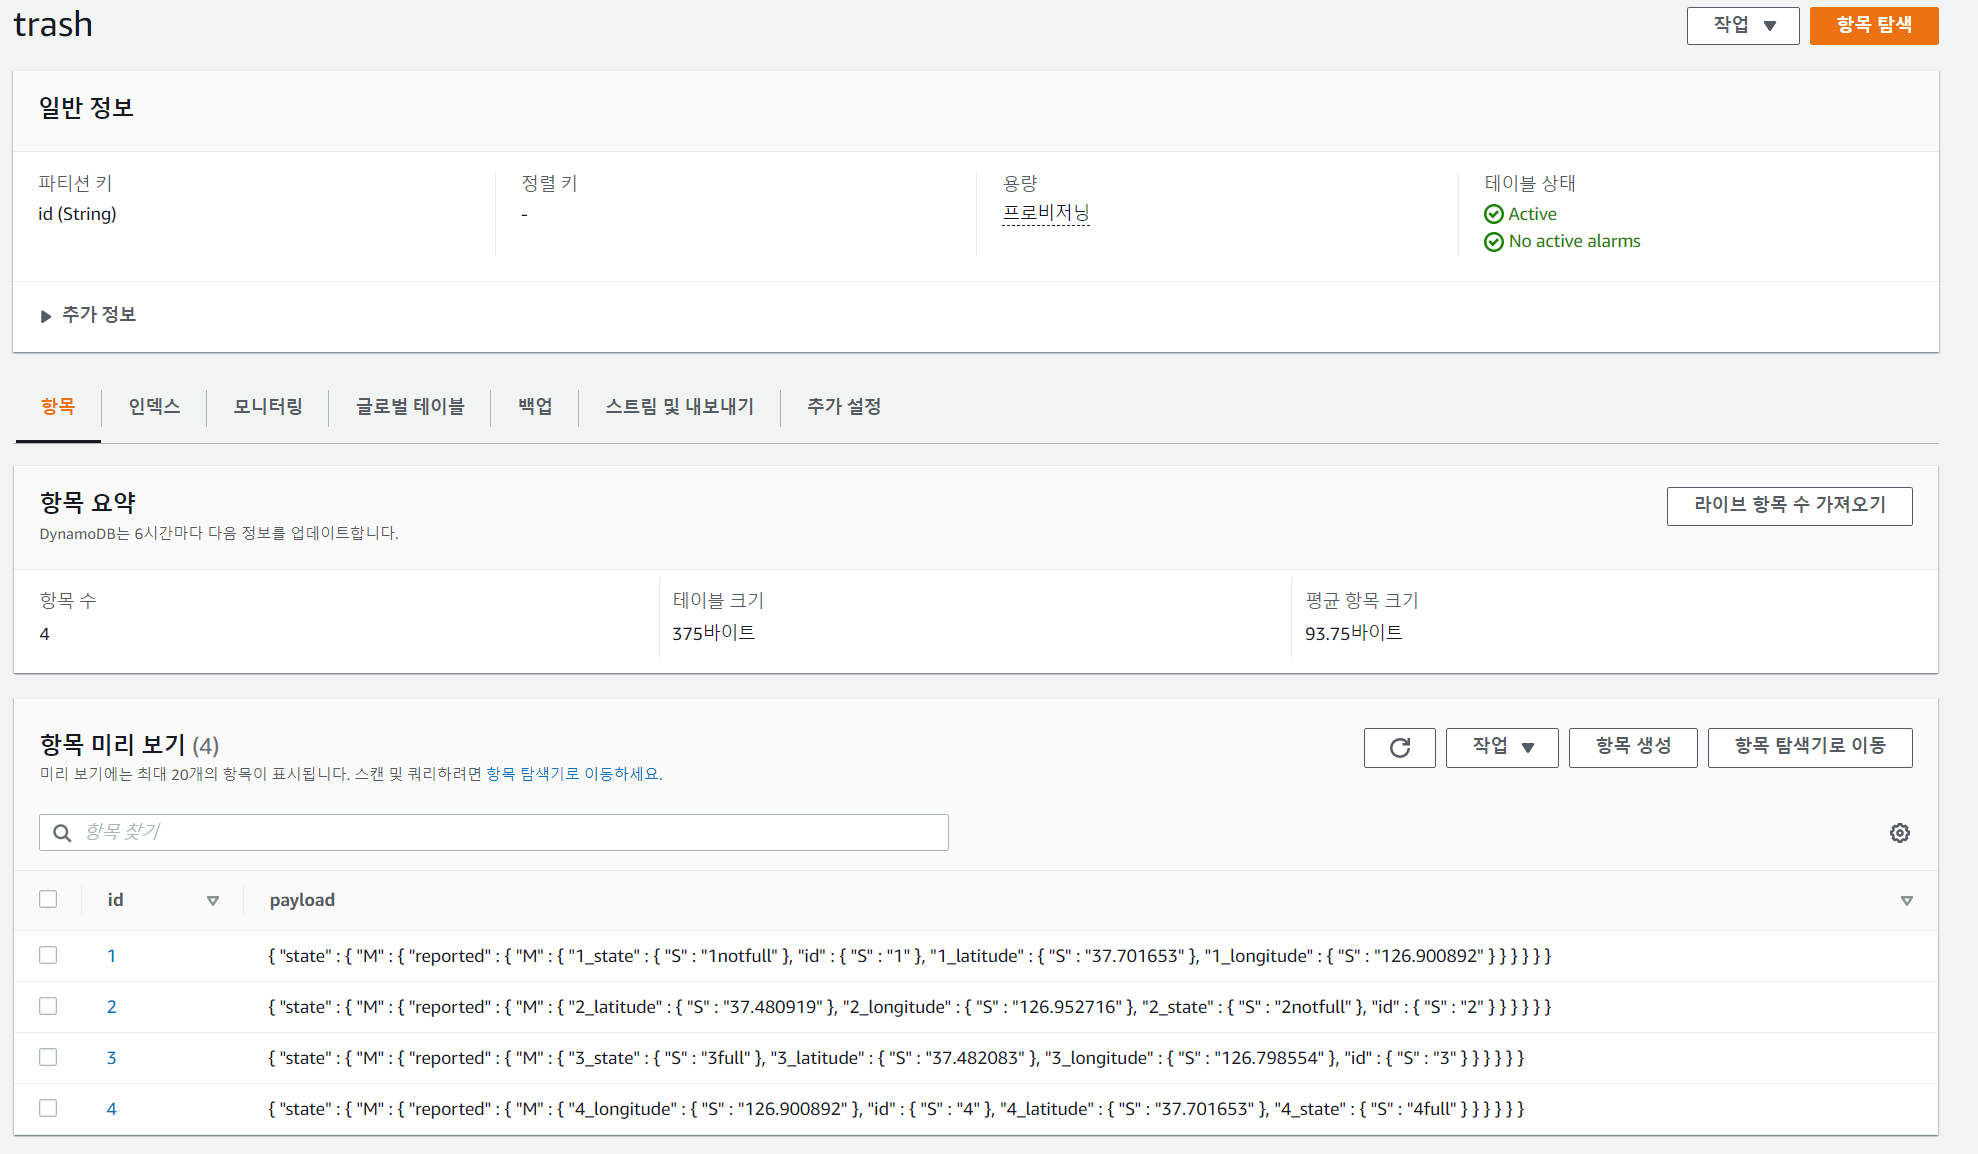 trash
작업
항목 탐색
일반 정보
파티션 키
id (String)
정렬 키
-
용량
프로비저닝
테이블 상태
Active
No active alarms
추가 정보
항목
인덱스
모니터링
글로벌 테이블
백업
스트림 및 내보내기
추가 설정
항목 요약
DynamoDB는 6시간마다 다음 정보를 업데이트합니다.
라이브 항목 수 가져오기
항목 수
4
테이블 크기
375바이트
평균 항목 크기
93.75바이트
항목 미리 보기 (4)
미리 보기에는 최대 20개의 항목이 표시됩니다. 스캔 및 쿼리하려면 항목 탐색기로 이동하세요.
작업
항목 생성
항목 탐색기로 이동
항목 찾기
id
payload
1
{ "state" : { "M" : { "reported" : { "M" : { "1_state" : { "S" : "1notfull" }, "id" : { "S" : "1" }, "1_latitude" : { "S" : "37.701653" }, "1_longitude" : { "S" : "126.900892" } } } } } }
2
{ "state" : { "M" : { "reported" : { "M" : { "2_latitude" : { "S" : "37.480919" }, "2_longitude" : { "S" : "126.952716" }, "2_state" : { "S" : "2notfull" }, "id" : { "S" : "2" } } } } } }
3
{ "state" : { "M" : { "reported" : { "M" : { "3_state" : { "S" : "3full" }, "3_latitude" : { "S" : "37.482083" }, "3_longitude" : { "S" : "126.798554" }, "id" : { "S" : "3" } } } } } }
4
{ "state" : { "M" : { "reported" : { "M" : { "4_longitude" : { "S" : "126.900892" }, "id" : { "S" : "4" }, "4_latitude" : { "S" : "37.701653" }, "4_state" : { "S" : "4full" } } } } } }